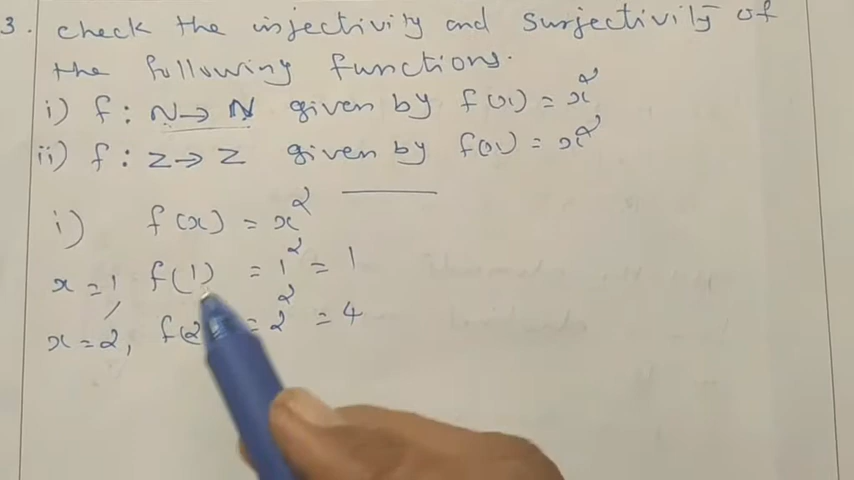 3. check the injectivity and surjectivity of
the following functions.
i) f : N → N given by f(x) = x²
ii) f : Z → Z given by f(x) = x²
i) f(x) = x²
x = 1, f(1) = 1² = 1
x = 2, f(2 = 2² = 4